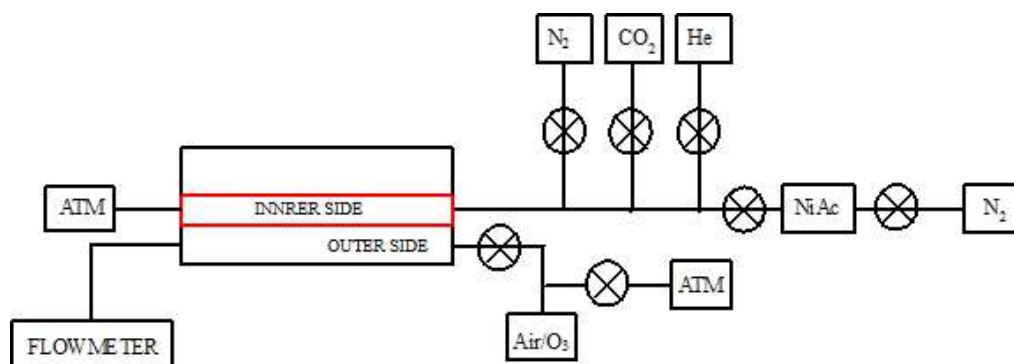 N₂
CO₂
He
ATM
INNRER SIDE
NiAc
N₂
OUTER SIDE
ATM
FLOWMETER
Air/O₃